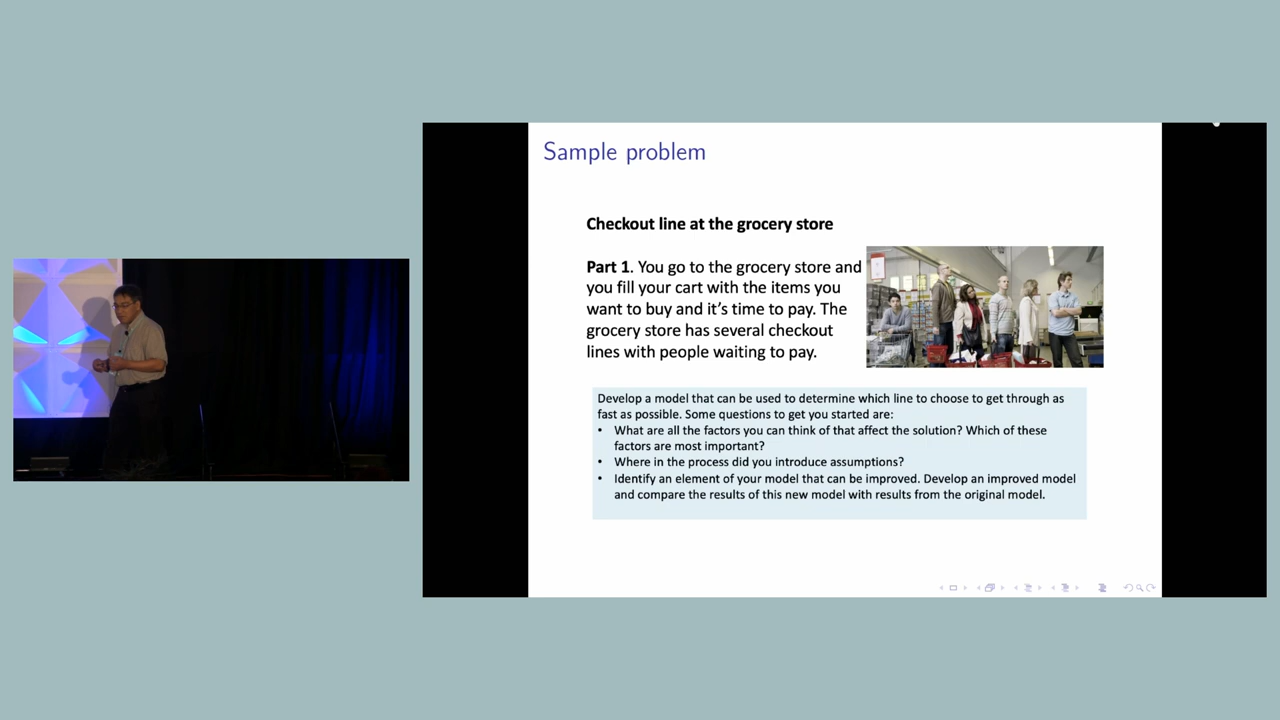 Sample problem
Checkout line at the grocery store
Part 1. You go to the grocery store and
you fill your cart with the items you
want to buy and it's time to pay. The
grocery store has several checkout
lines with people waiting to pay.
Develop a model that can be used to determine which line to choose to get through as
fast as possible. Some questions to get you started are:
• What are all the factors you can think of that affect the solution? Which of these
factors are most important?
• Where in the process did you introduce assumptions?
• Identify an element of your model that can be improved. Develop an improved model
and compare the results of this new model with results from the original model.